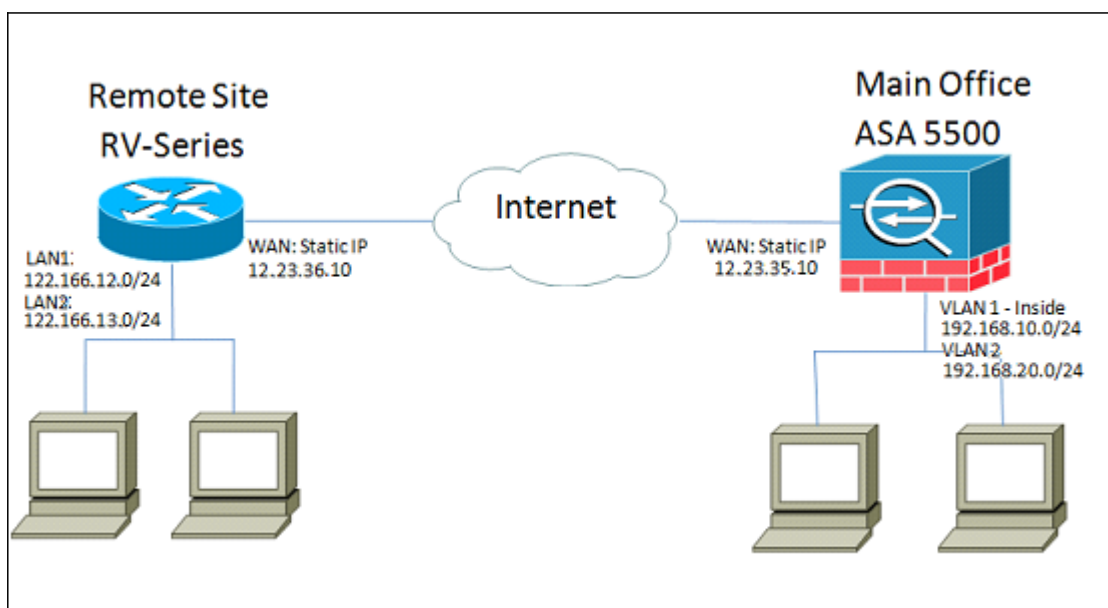 Remote Site
RV-Series
Main Office
ASA 5500
Internet
WAN: Static IP
12.23.36.10
WAN: Static IP
12.23.35.10
LAN1:
122.166.12.0/24
LAN2:
122.166.13.0/24
VLAN 1 - Inside
192.168.10.0/24
VLAN2
192.168.20.0/24